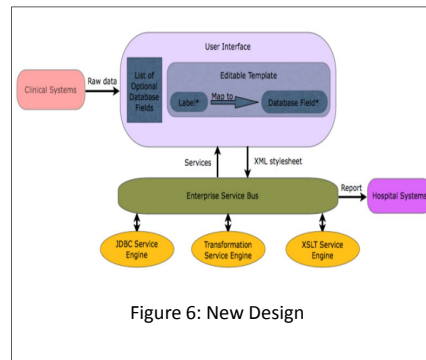 User Interface
Clinical Systems
Raw data
List of
Optional
Database
Fields
Editable Template
Label*
Map to
Database Field*
Services
XML stylesheet
Enterprise Service Bus
Report
Hospital Systems
JDBC Service
Engine
Transformation
Service Engine
XSLT Service
Engine
Figure 6: New Design